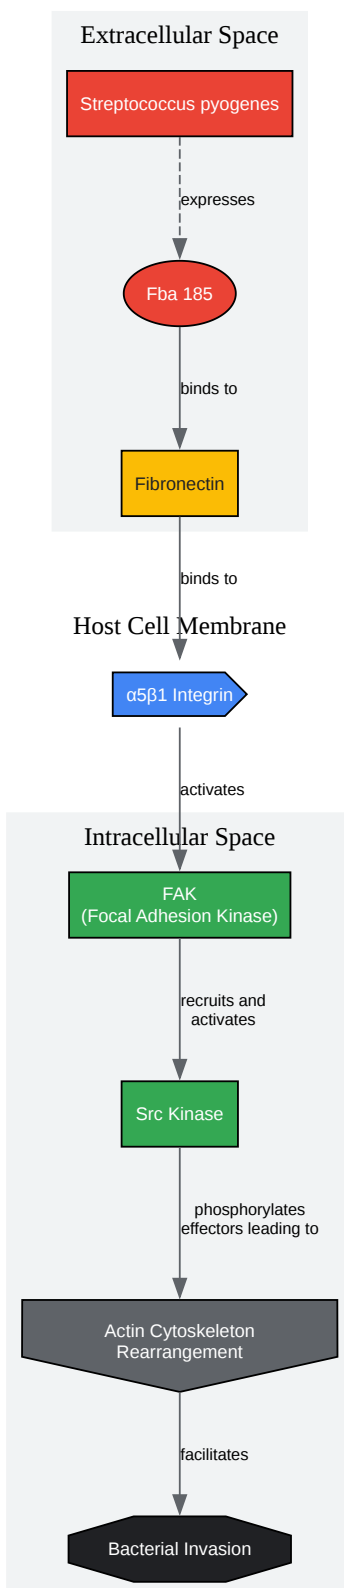 Extracellular Space
Streptococcus pyogenes
expresses
Fba 185
binds to
Fibronectin
binds to
Host Cell Membrane
α5β1 Integrin
activates
Intracellular Space
FAK
(Focal Adhesion Kinase)
recruits and
activates
Src Kinase
phosphorylates
effectors leading to
Actin Cytoskeleton
Rearrangement
facilitates
Bacterial Invasion